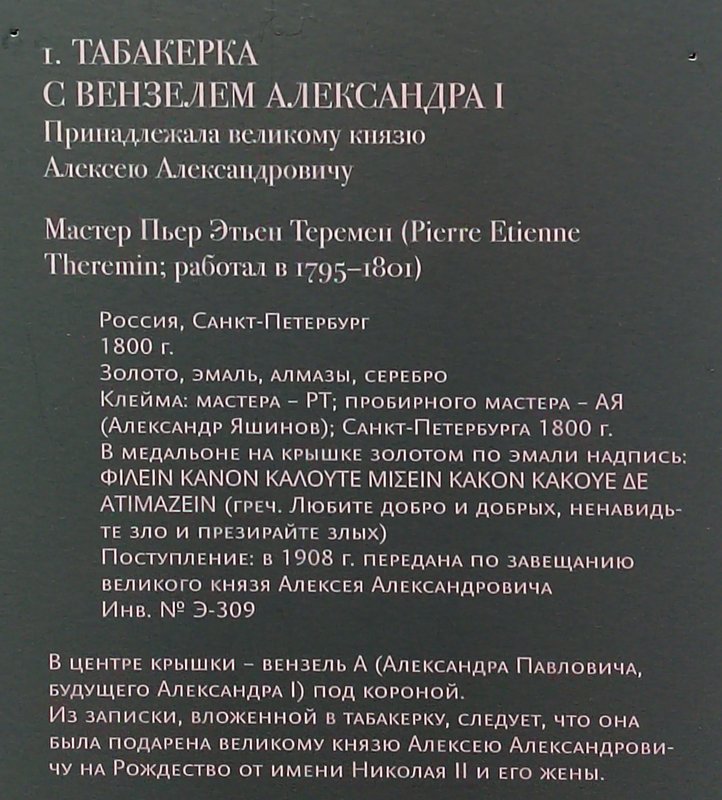 1. ТАБАКЕРКА
С ВЕНЗЕЛЕМ АЛЕКСАНДРА I
Принадлежала великому князю
Алексею Александровичу
Мастер Пьер Этьен Теремен (Pierre Etienne
Theremin; работал в 1795–1801)
Россия, Санкт-Петербург
1800 г.
Золото, эмаль, алмазы, серебро
Клейма: мастера – РТ; пробирного мастера – АЯ
(Александр Яшинов); Санкт-Петербурга 1800 г.
В медальоне на крышке золотом по эмали надпись:
ΦΙΛΕΙΝ ΚΑΝΟΝ ΚΑΛΟΥΤΕ ΜΙΣΕΙΝ ΚΑΚΟΝ ΚΑΚΟΥΕ ΔΕ
ΑΤΙΜΑΖΕΙΝ (греч. Любите добро и добрых, ненавидь-
те зло и презирайте злых)
Поступление: в 1908 г. передана по завещанию
великого князя Алексея Александровича
Инв. № Э-309
В центре крышки – вензель А (Александра Павловича,
будущего Александра I) под короной.
Из записки, вложенной в табакерку, следует, что она
была подарена великому князю Алексею Александрови-
чу на Рождество от имени Николая II и его жены.